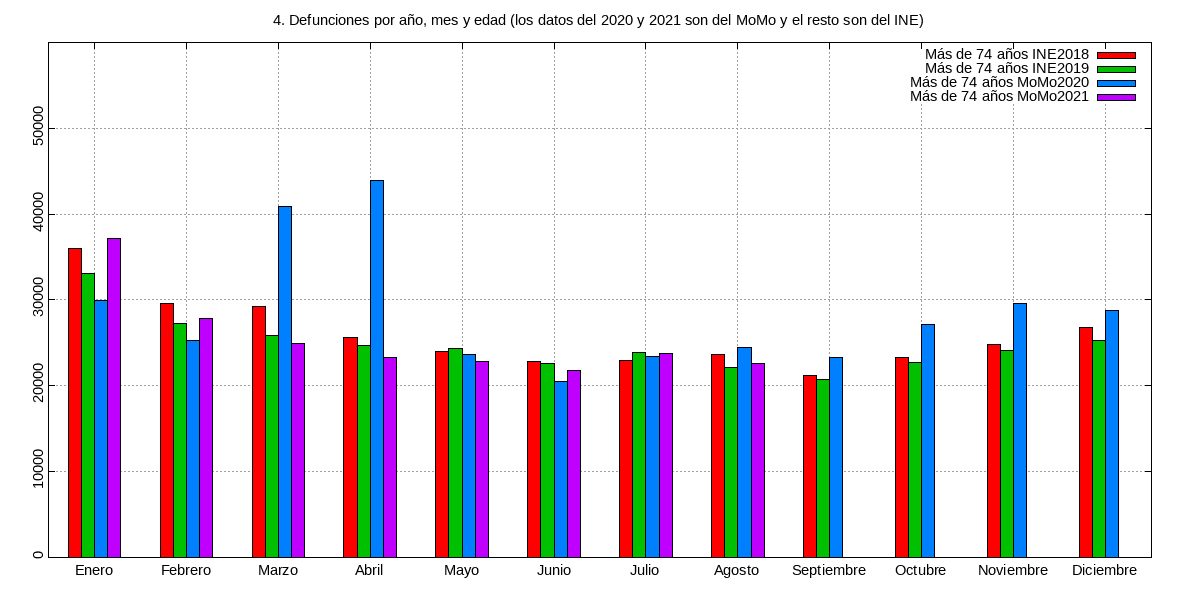 4. Defunciones por año, mes y edad (los datos del 2020 y 2021 son del MoMo y el resto son del INE)
Más de 74 años INE2018
Más de 74 años INE2019
Más de 74 años MoMo2020
Más de 74 años MoMo2021
50000
40000
30000
20000
10000
0
Enero Febrero Marzo Abril Mayo Junio Julio Agosto Septiembre Octubre Noviembre Diciembre